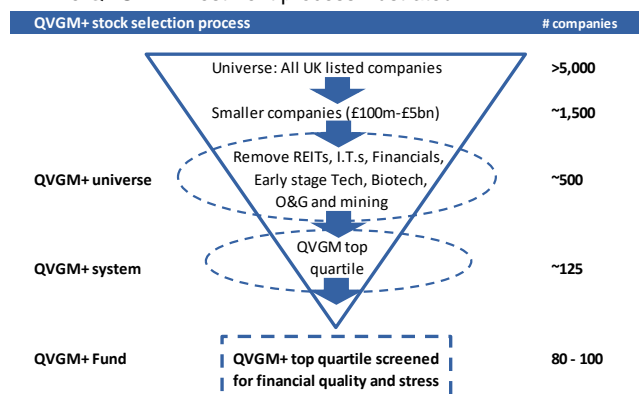 QVGM+ stock selection process # companies
Universe: All UK listed companies >5,000
Smaller companies (£100m-£5bn) ~1,500
Remove REITs, I.T.s, Financials,
QVGM+ universe Early stage Tech, Biotech, ~500
O&G and mining
QVGM top
QVGM+ system quartile ~125
QVGM+ Fund QVGM+ top quartile screened 80 - 100
for financial quality and stress